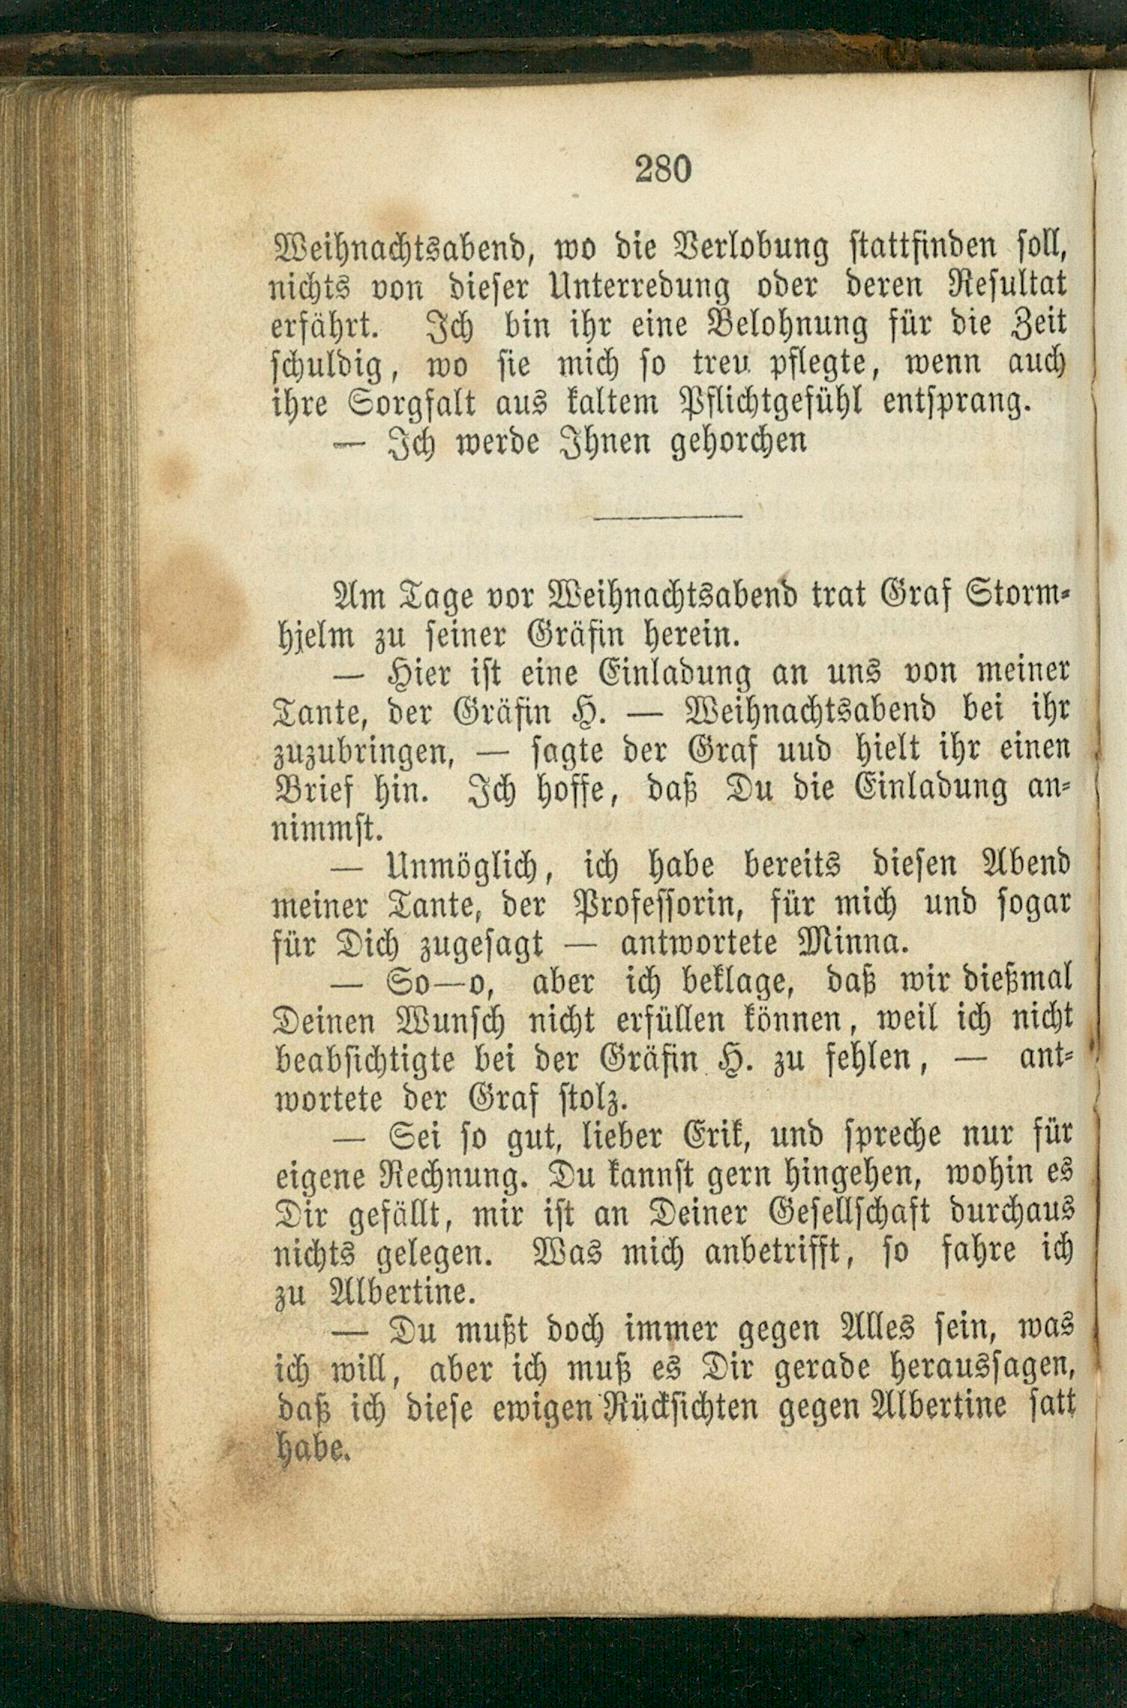 280
Weihnachtsabend, wo die Verlobung stattfinden soll,
nichts von dieser Unterredung oder deren Resultat
erfährt. Ich bin ihr eine Belohnung für die Zeit
schuldig, wo sie mich so treu pflegte, wenn auch
ihre Sorgfalt aus kaltem Pflichtgefühl entsprang.
— Ich werde Ihnen gehorchen
Am Tage vor Weihnachtsabend trat Graf Storm-
hjelm zu seiner Gräfin herein.
— Hier ist eine Einladung an uns von meiner
Tante, der Gräfin H. — Weihnachtsabend bei ihr
zuzubringen, — sagte der Graf uud hielt ihr einen
Brief hin. Ich hoffe, daß Du die Einladung an-
nimmst.
— Unmöglich, ich habe bereits diesen Abend
meiner Tante, der Professorin, für mich und sogar
für Dich zugesagt — antwortete Minna.
— So—o, aber ich beklage, daß wir dießmal
Deinen Wunsch nicht erfüllen können, weil ich nicht
beabsichtigte bei der Gräfin H. zu fehlen, — ant-
wortete der Graf stolz.
— Sei so gut, lieber Erik, und spreche nur für
eigene Rechnung. Du kannst gern hingehen, wohin es
Dir gefällt, mir ist an Deiner Gesellschaft durchaus
nichts gelegen. Was mich anbetrifft, so fahre ich
zu Albertine.
— Du mußt doch immer gegen Alles sein, was
ich will, aber ich muß es Dir gerade heraussagen,
daß ich diese ewigen Rücksichten gegen Albertine satt
habe.